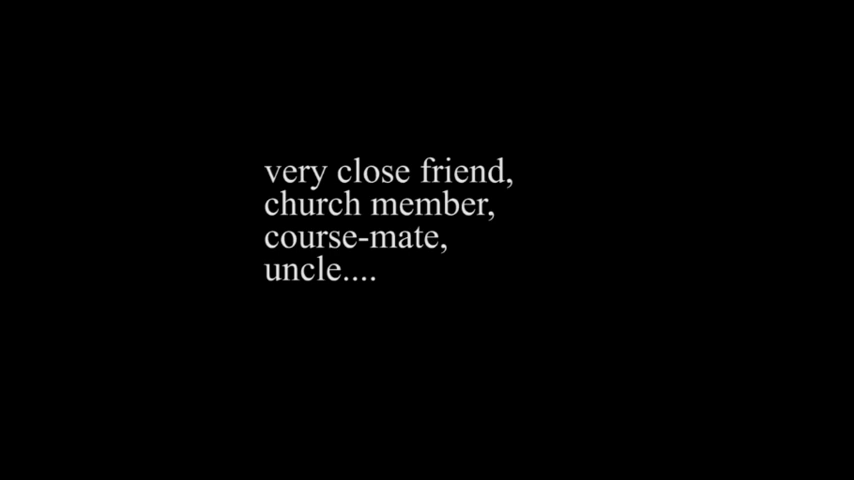 very close friend,
church member,
course-mate,
uncle....